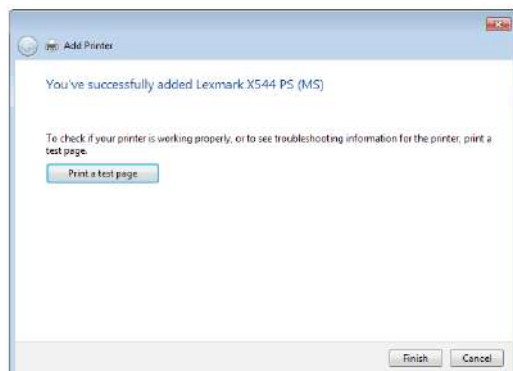 Add Printer
You've successfully added Lexmark X544 PS (MS)
To check if your printer is working properly, or to see troubleshooting information for the printer, print a
test page.
Print a test page
Finish Cancel